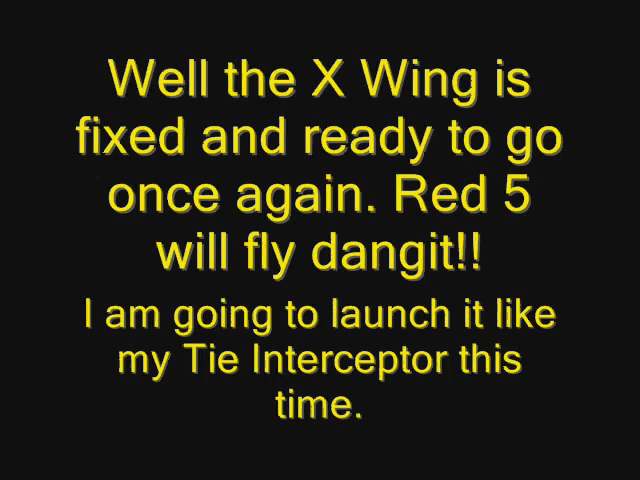 Well the X Wing is
fixed and ready to go
once again. Red 5
will fly dangit!!
I am going to launch it like
my Tie Interceptor this
time.